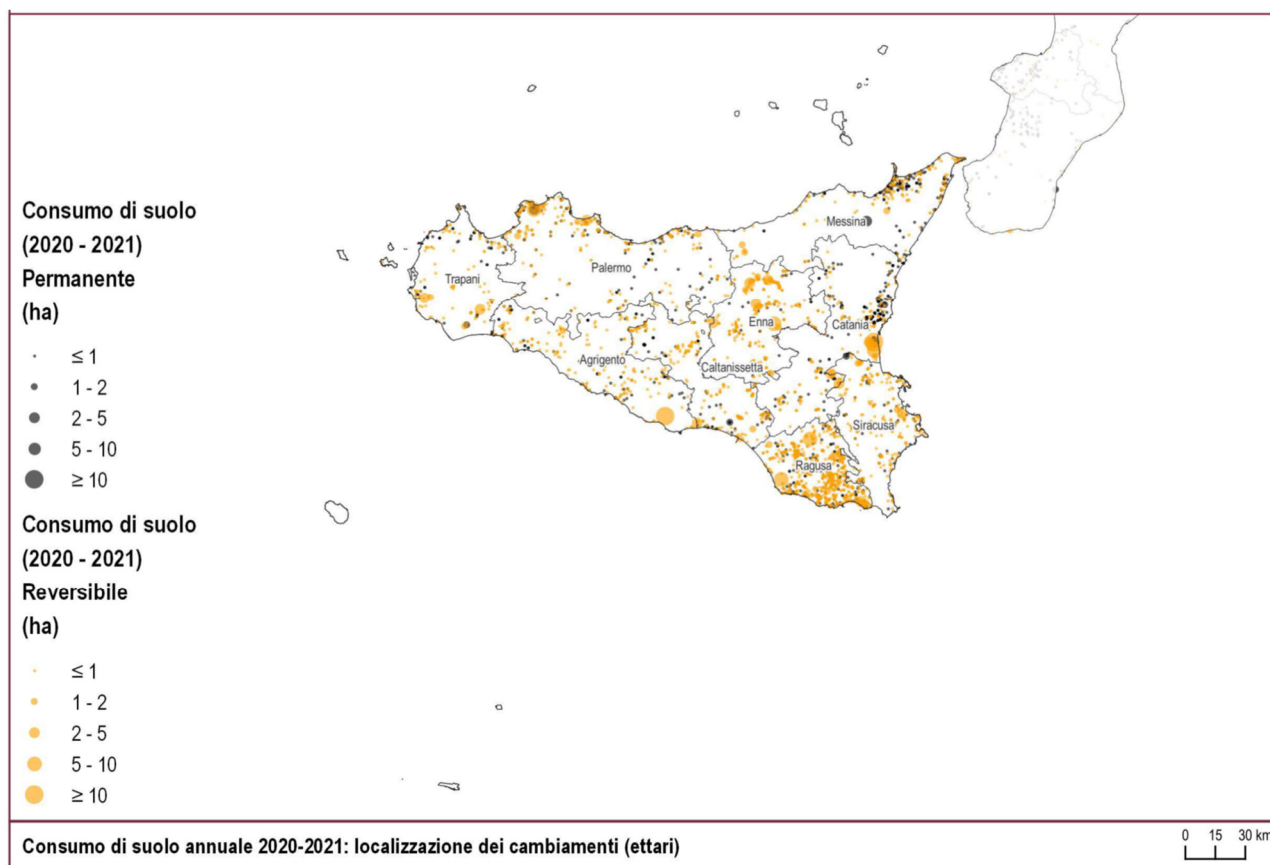 Consumo di suolo
(2020 - 2021)
Permanente
(ha)
≤ 1
1 - 2
2 - 5
5 - 10
≥ 10
Consumo di suolo
(2020 - 2021)
Reversibile
(ha)
≤ 1
1 - 2
2 - 5
5 - 10
≥ 10
Messina
Palermo
Trapani
Enna
Catania
Agrigento
Caltanissetta
Siracusa
Ragusa
Consumo di suolo annuale 2020-2021: localizzazione dei cambiamenti (ettari)
0 15 30 km